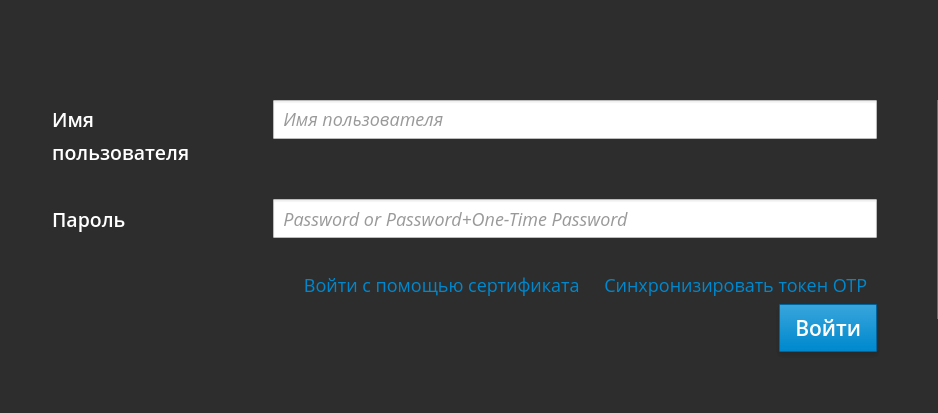 Имя
пользователя
Имя пользователя
Пароль
Password or Password+One-Time Password
Войти с помощью сертификата Синхронизировать токен OTP
Войти